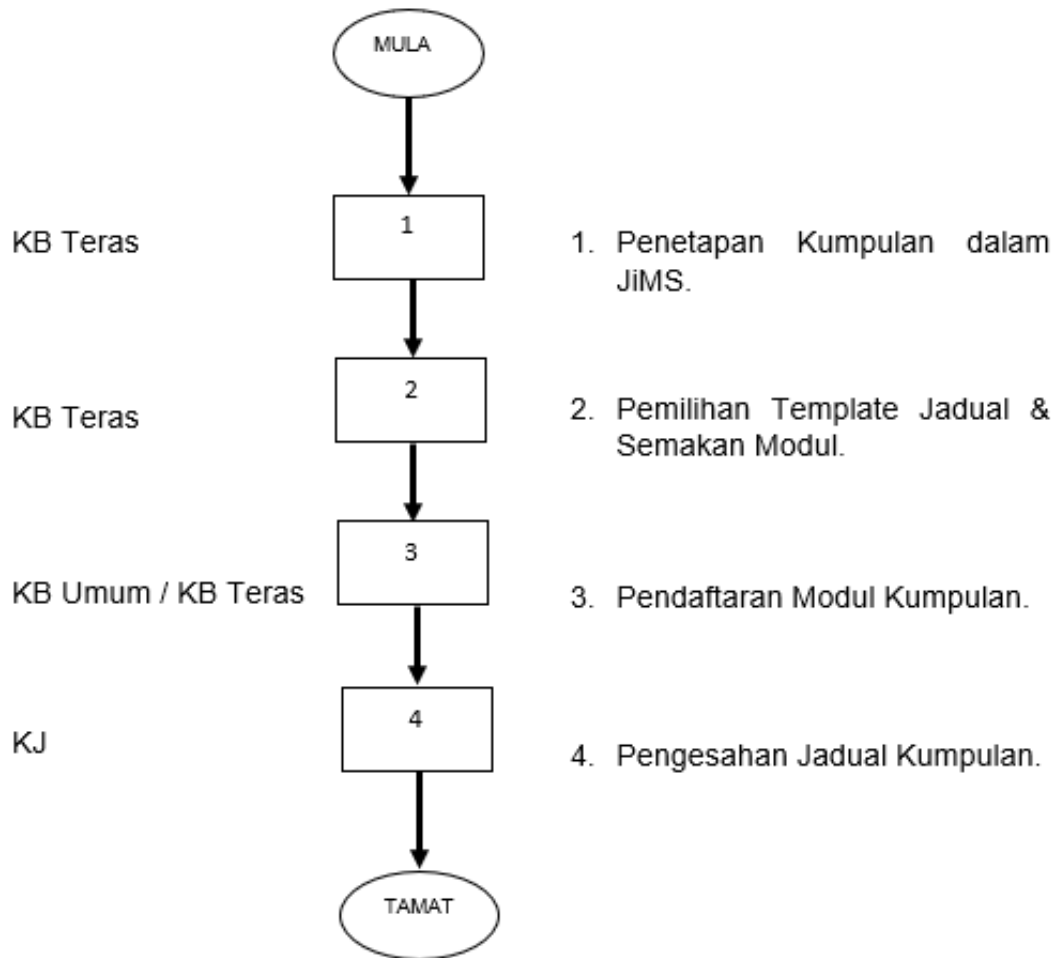 MULA
KB Teras
1
1. Penetapan Kumpulan dalam
JiMS.
KB Teras
2
2. Pemilihan Template Jadual &
Semakan Modul.
KB Umum / KB Teras
3
3. Pendaftaran Modul Kumpulan.
KJ
4
4. Pengesahan Jadual Kumpulan.
TAMAT